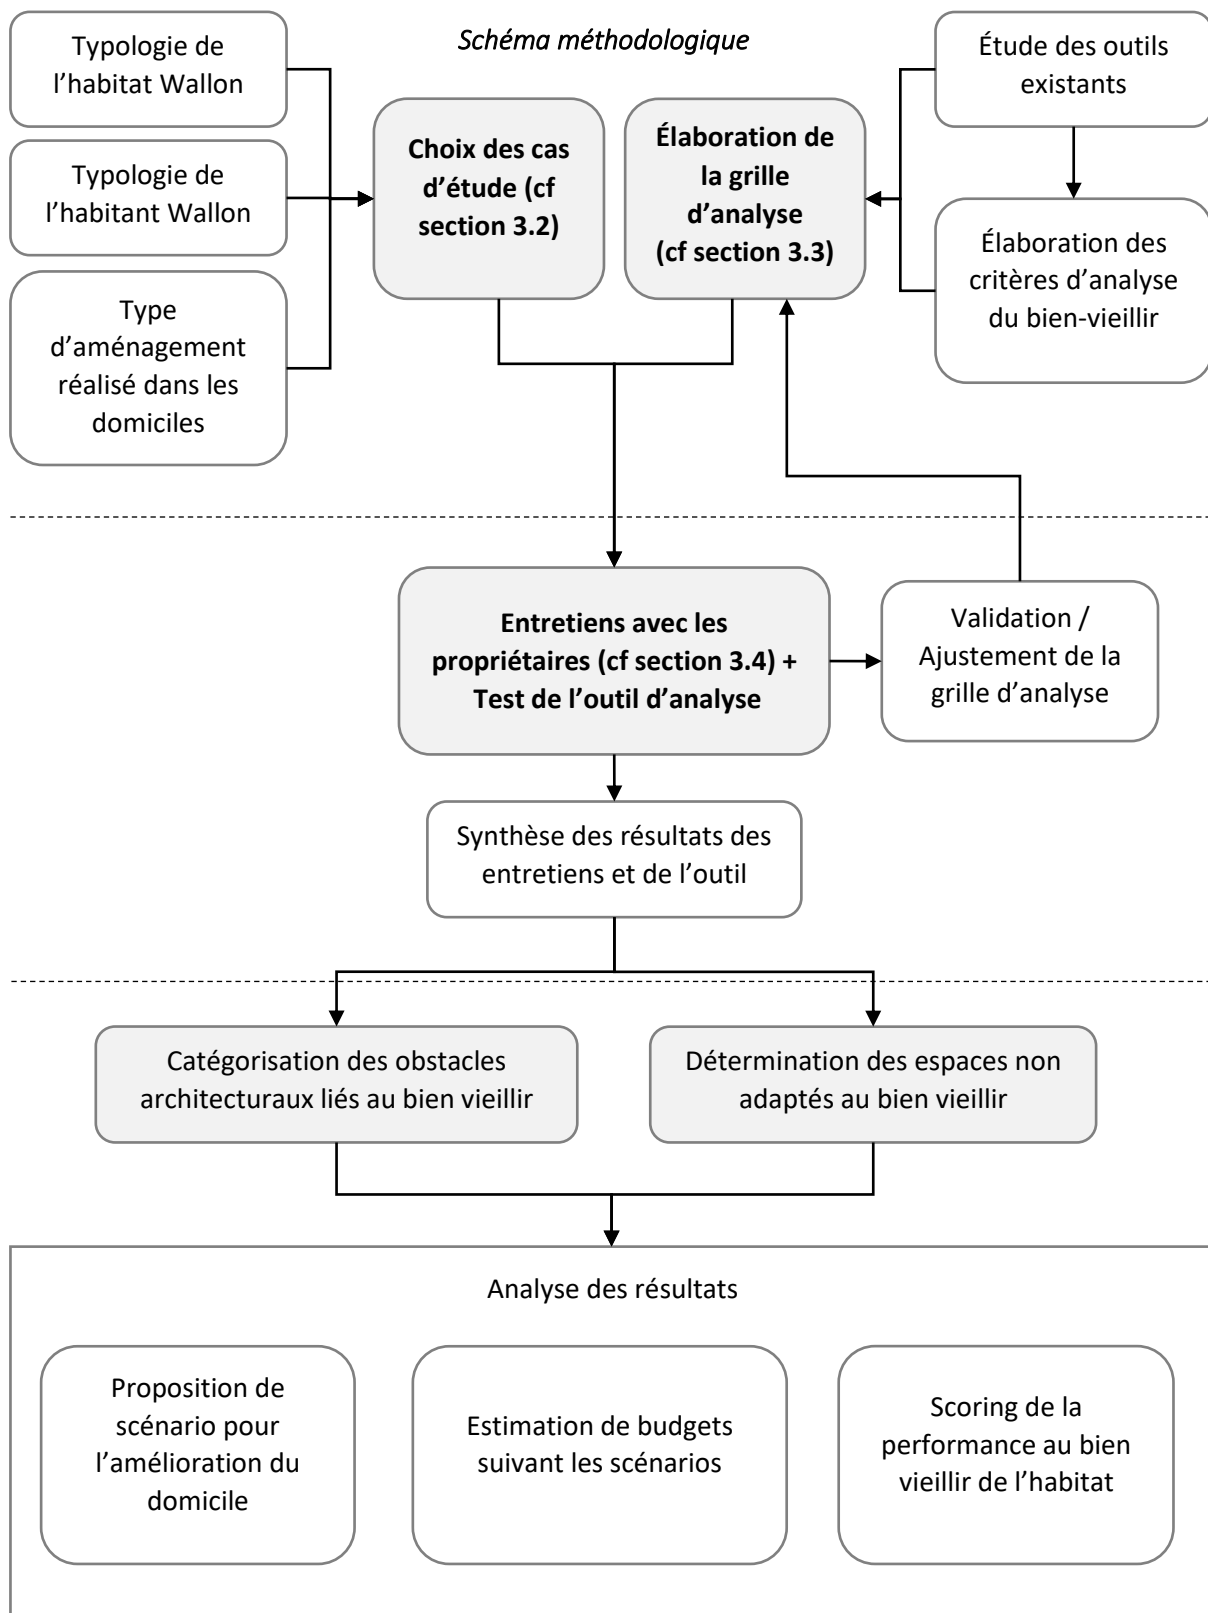 Schéma méthodologique
Typologie de
l’habitat Wallon
Typologie de
l’habitant Wallon
Type
d’aménagement
réalisé dans les
domiciles
Choix des cas
d’étude (cf
section 3.2)
Élaboration de
la grille
d’analyse
(cf section 3.3)
Étude des outils
existants
Élaboration des
critères d’analyse
du bien-vieillir
Entretiens avec les
propriétaires (cf section 3.4) +
Test de l’outil d’analyse
Validation /
Ajustement de la
grille d’analyse
Synthèse des résultats des
entretiens et de l’outil
Catégorisation des obstacles
architecturaux liés au bien vieillir
Détermination des espaces non
adaptés au bien vieillir
Analyse des résultats
Proposition de
scénario pour
l’amélioration du
domicile
Estimation de budgets
suivant les scénarios
Scoring de la
performance au bien
vieillir de l’habitat